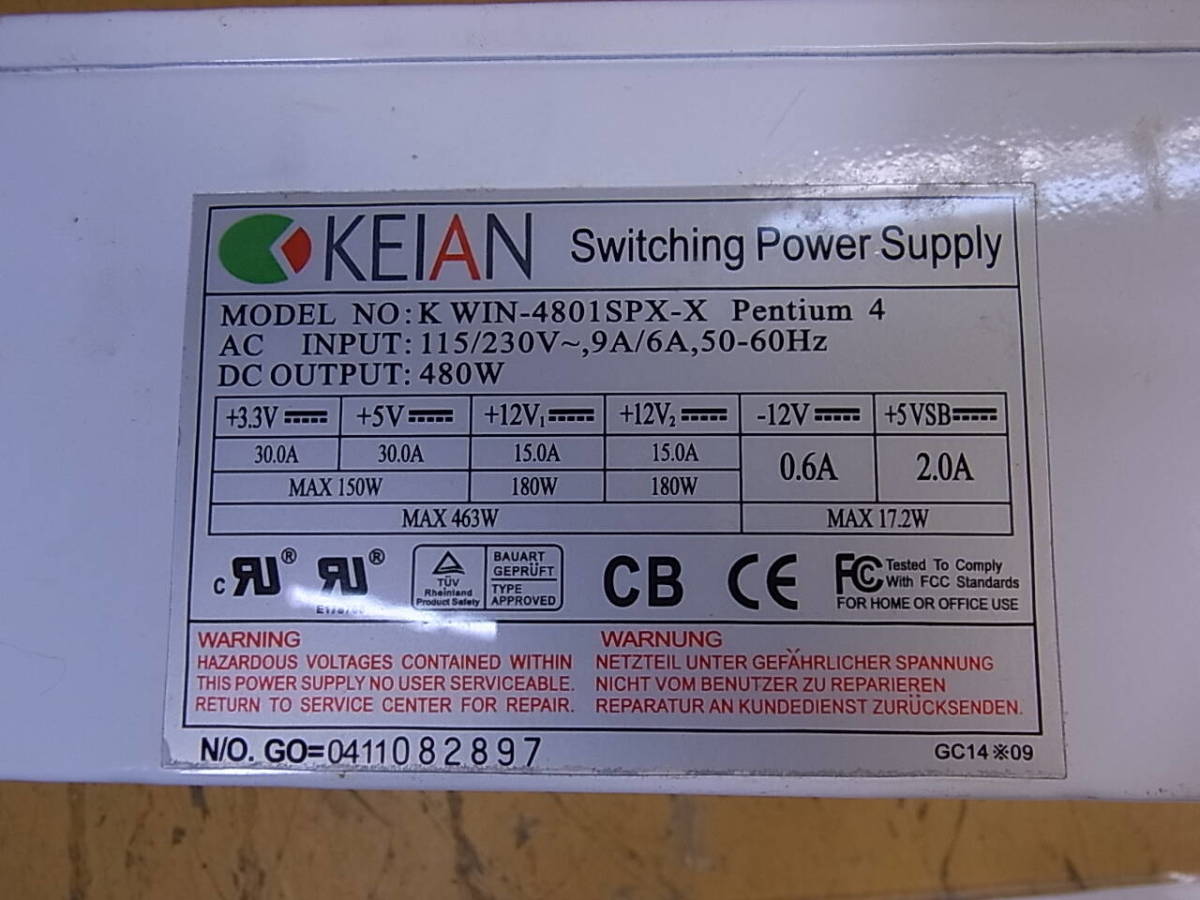 KEIAN Switching Power Supply
MODEL NO: K WIN-4801SPX-X Pentium 4
AC INPUT: 115/230V~,9A/6A,50-60Hz
DC OUTPUT: 480W
+3.3V +5V +12V₁ +12V₂ -12V +5VSB
30.0A 30.0A 15.0A 15.0A 0.6A 2.0A
MAX 150W 180W 180W
MAX 463W MAX 17.2W
c RU® RU®
TÜV
Rheinland
Product Safety
BAUART
GEPRÜFT
TYPE
APPROVED
CB CE FC
Tested To Comply
With FCC Standards
FOR HOME OR OFFICE USE
WARNING
HAZARDOUS VOLTAGES CONTAINED WITHIN
THIS POWER SUPPLY NO USER SERVICEABLE.
RETURN TO SERVICE CENTER FOR REPAIR.
WARNUNG
NETZTEIL UNTER GEFÄHRLICHER SPANNUNG
NICHT VOM BENUTZER ZU REPARIEREN
REPARATUR AN KUNDEDIENST ZURÜCKSENDEN.
N/O. GO=0411082897
GC14※09